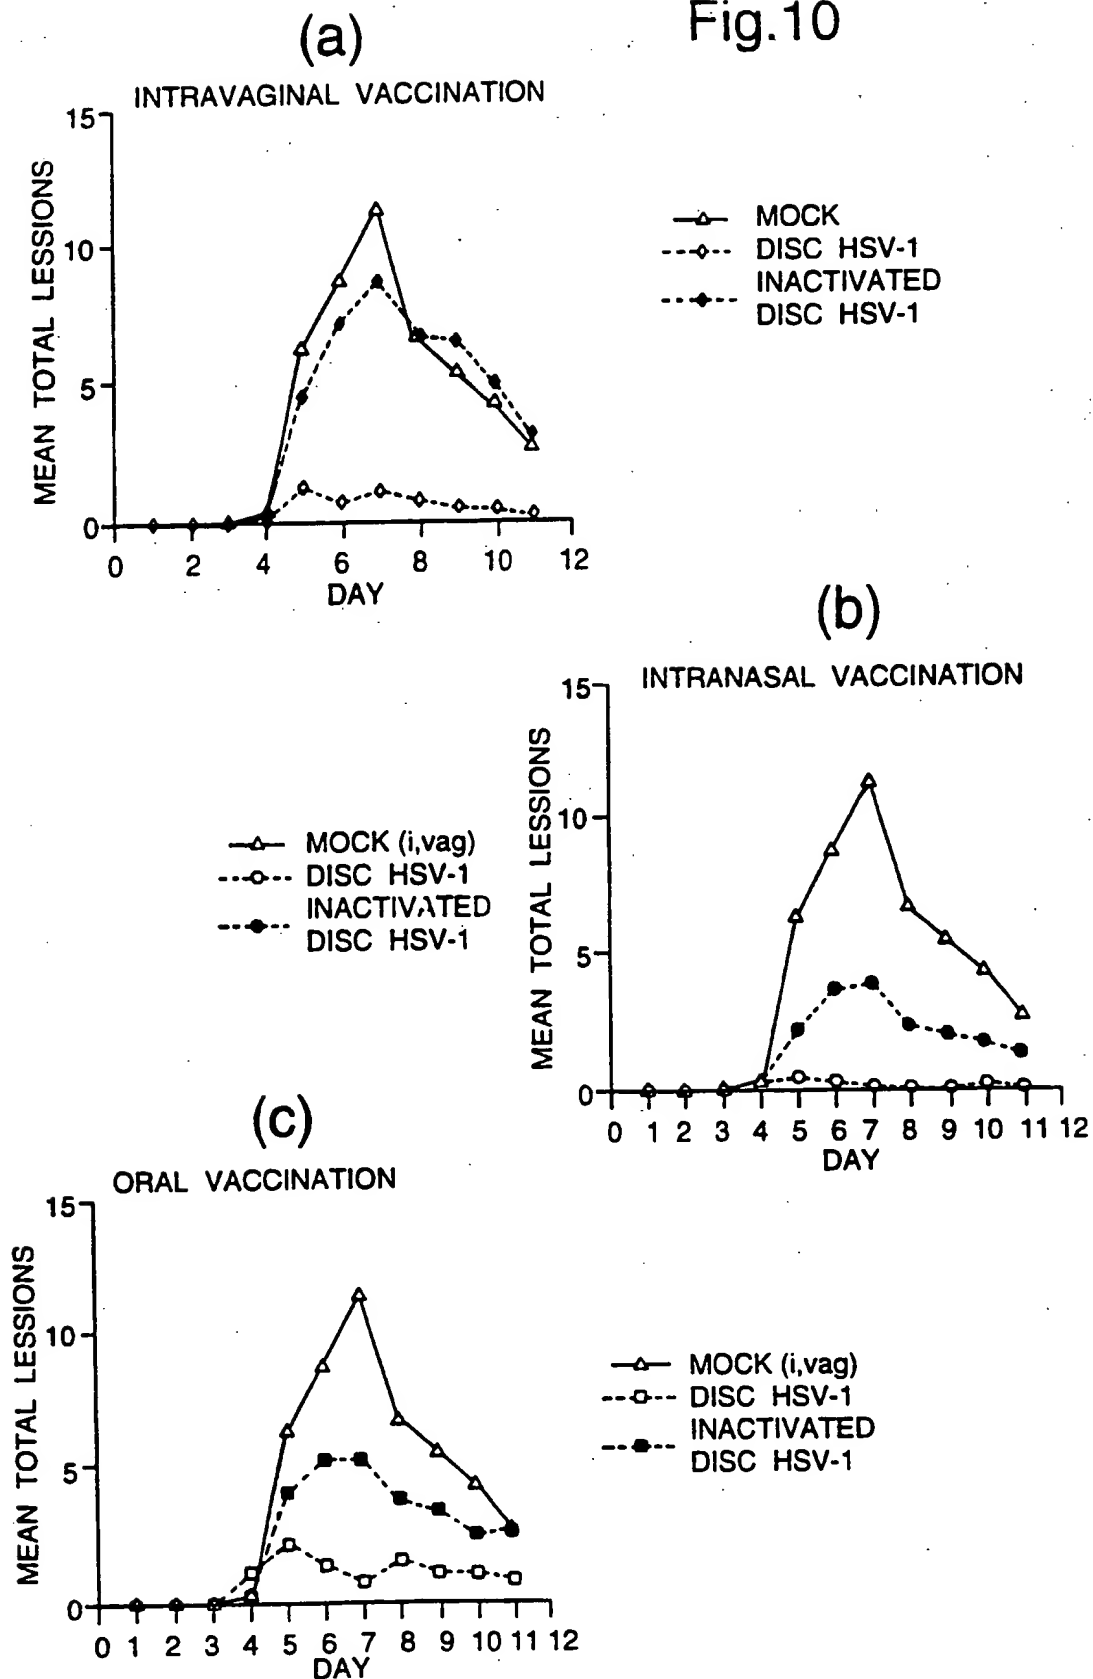 Fig.10
(a)
INTRAVAGINAL VACCINATION
MEAN TOTAL LESSIONS
15
10
5
0
0 2 4 6 8 10 12
DAY
MOCK
DISC HSV-1
INACTIVATED
DISC HSV-1
(b)
INTRANASAL VACCINATION
MEAN TOTAL LESSIONS
15
10
5
0
0 1 2 3 4 5 6 7 8 9 10 11 12
DAY
MOCK (i,vag)
DISC HSV-1
INACTIVATED
DISC HSV-1
(c)
ORAL VACCINATION
MEAN TOTAL LESSIONS
15
10
5
0
0 1 2 3 4 5 6 7 8 9 10 11 12
DAY
MOCK (i,vag)
DISC HSV-1
INACTIVATED
DISC HSV-1